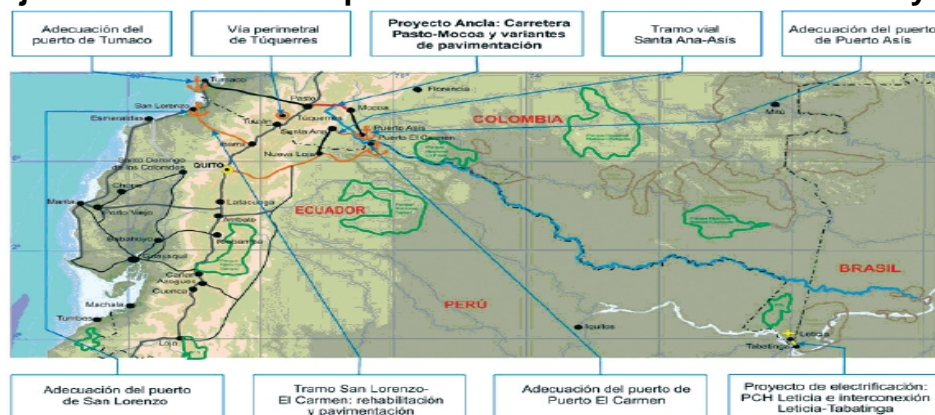 Adecuación del
puerto de Tumaco
Vía perimetral
de Túquerres
Proyecto Ancla: Carretera
Pasto-Mocoa y variantes
de pavimentación
Tramo vial
Santa Ana-Asís
Adecuación del puerto
de Puerto Asís
Tumaco
Florencia
San Lorenzo
Pasto
Mocoa
Mitú
Esmeraldas
Túquerres
COLOMBIA
Tulcán
Santa Ana
Puerto Asís
Puerto El Carmen
Ibarra
Nueva Loja
Santo Domingo
de los Colorados
QUITO
Chone
Latacunga
Manta
Porto Viejo
ECUADOR
Ambato
Riobamba
Babahoyo
Guayaquil
BRASIL
Cañar
Azogues
Cuenca
PERÚ
Machala
Tumbes
Iquitos
Loja
Leticia
Tabatinga
Adecuación del puerto
de San Lorenzo
Tramo San Lorenzo-
El Carmen: rehabilitación
y pavimentación
Adecuación del puerto de
Puerto El Carmen
Proyecto de electrificación:
PCH Leticia e interconexión
Leticia-Tabatinga